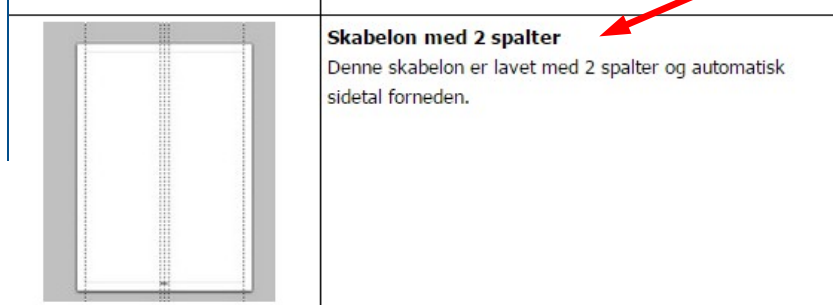 Skabelon med 2 spalter
Denne skabelon er lavet med 2 spalter og automatisk
sidetal forneden.